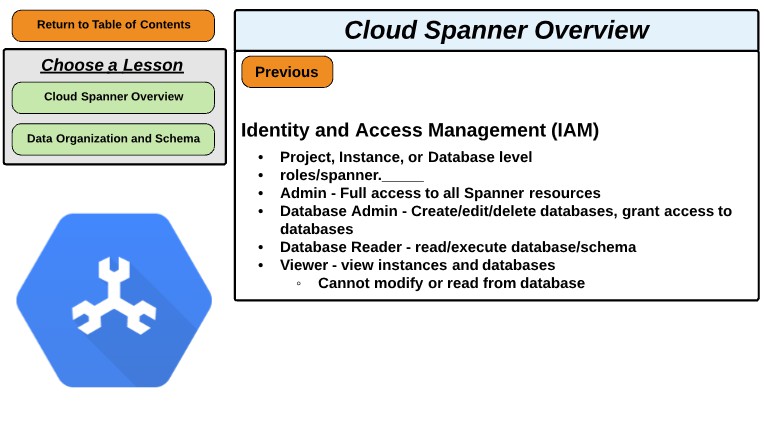 Return to Table of Contents
Choose a Lesson
Cloud Spanner Overview
Data Organization and Schema
Cloud Spanner Overview
Previous
Identity and Access Management (IAM)
• Project, Instance, or Database level
• roles/spanner._____
• Admin - Full access to all Spanner resources
• Database Admin - Create/edit/delete databases, grant access to
databases
• Database Reader - read/execute database/schema
• Viewer - view instances and databases
◦ Cannot modify or read from database